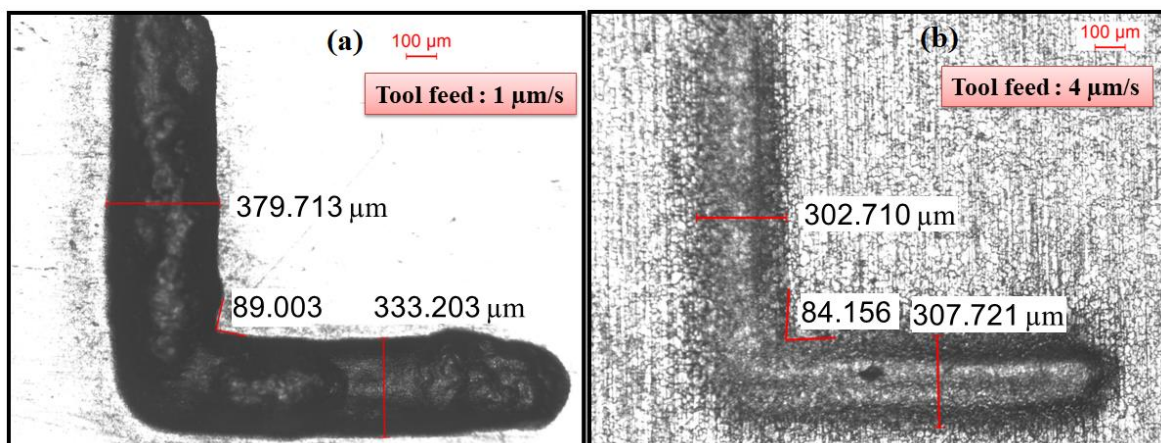 (a)
100 µm
Tool feed : 1 µm/s
379.713 µm
89.003
333.203 µm
(b)
100 µm
Tool feed : 4 µm/s
302.710 µm
84.156
307.721 µm